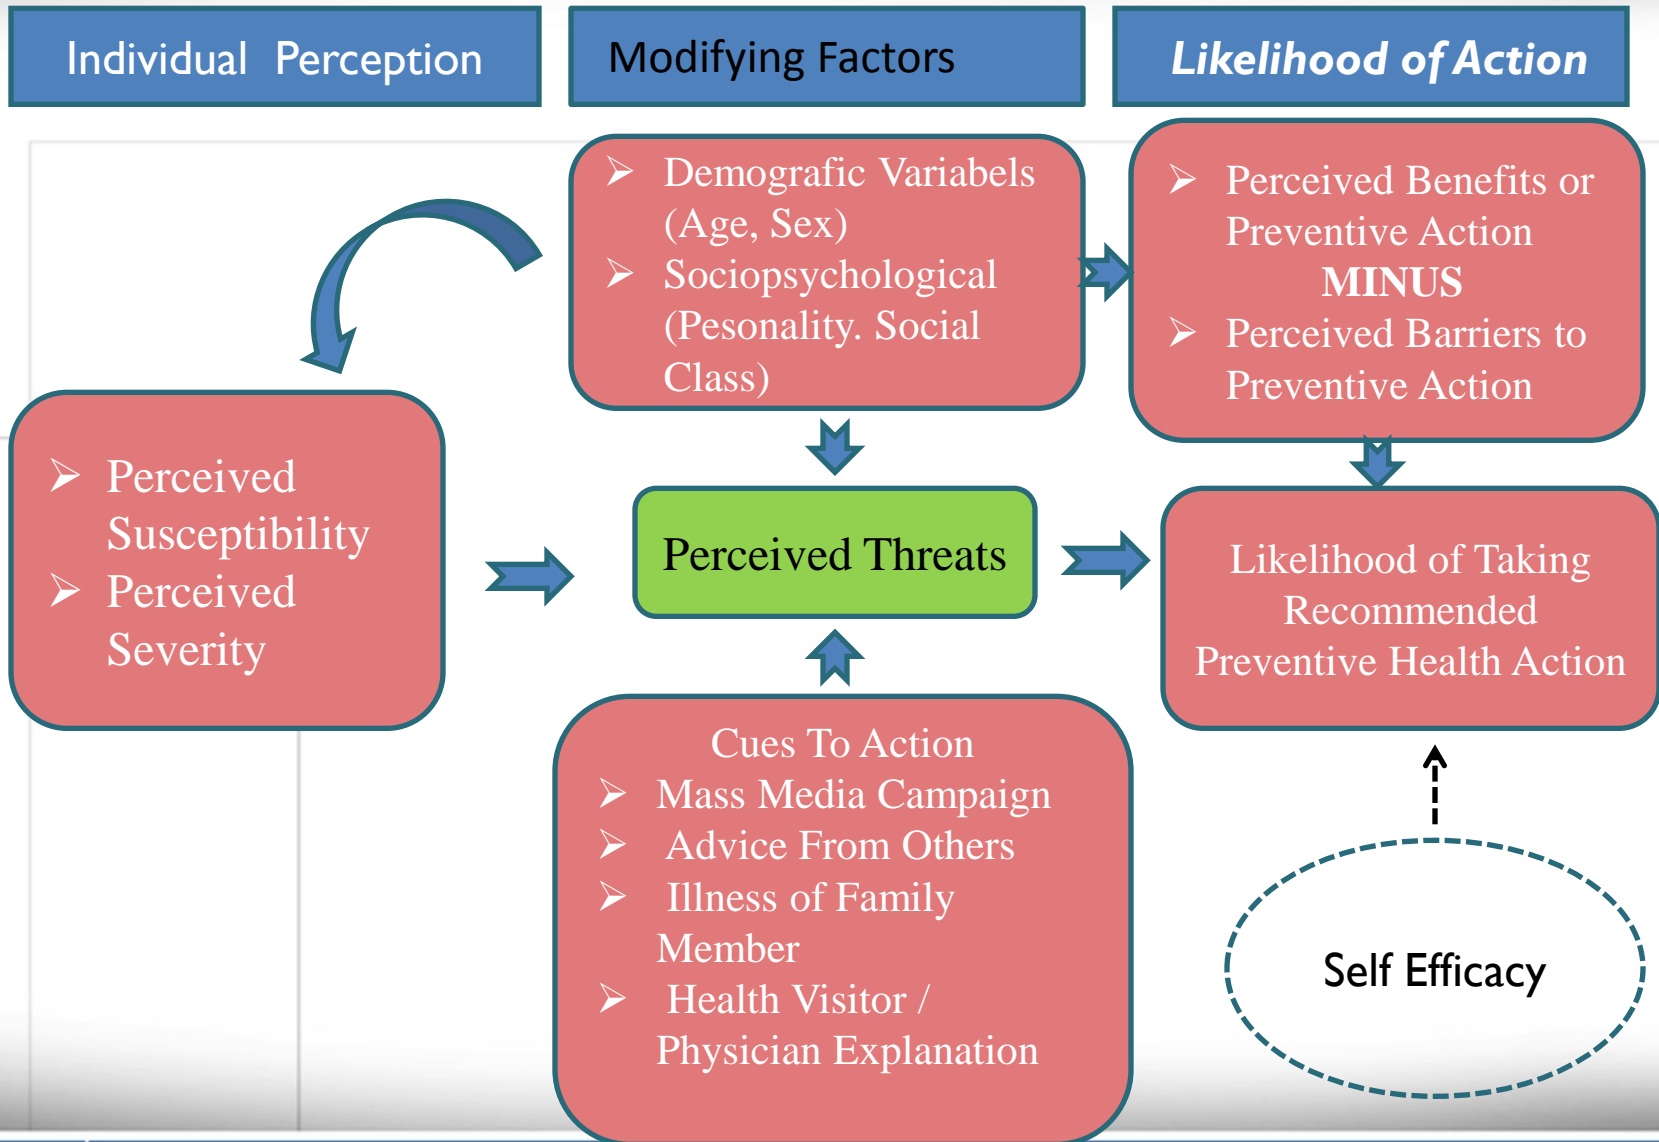 Individual Perception
Modifying Factors
Likelihood of Action
Demografic Variabels
(Age, Sex)
Sociopsychological
(Pesonality. Social
Class)
Perceived Benefits or
Preventive Action
MINUS
Perceived Barriers to
Preventive Action
Perceived
Susceptibility
Perceived
Severity
Perceived Threats
Likelihood of Taking
Recommended
Preventive Health Action
Cues To Action
Mass Media Campaign
Advice From Others
Illness of Family
Member
Health Visitor /
Physician Explanation
Self Efficacy